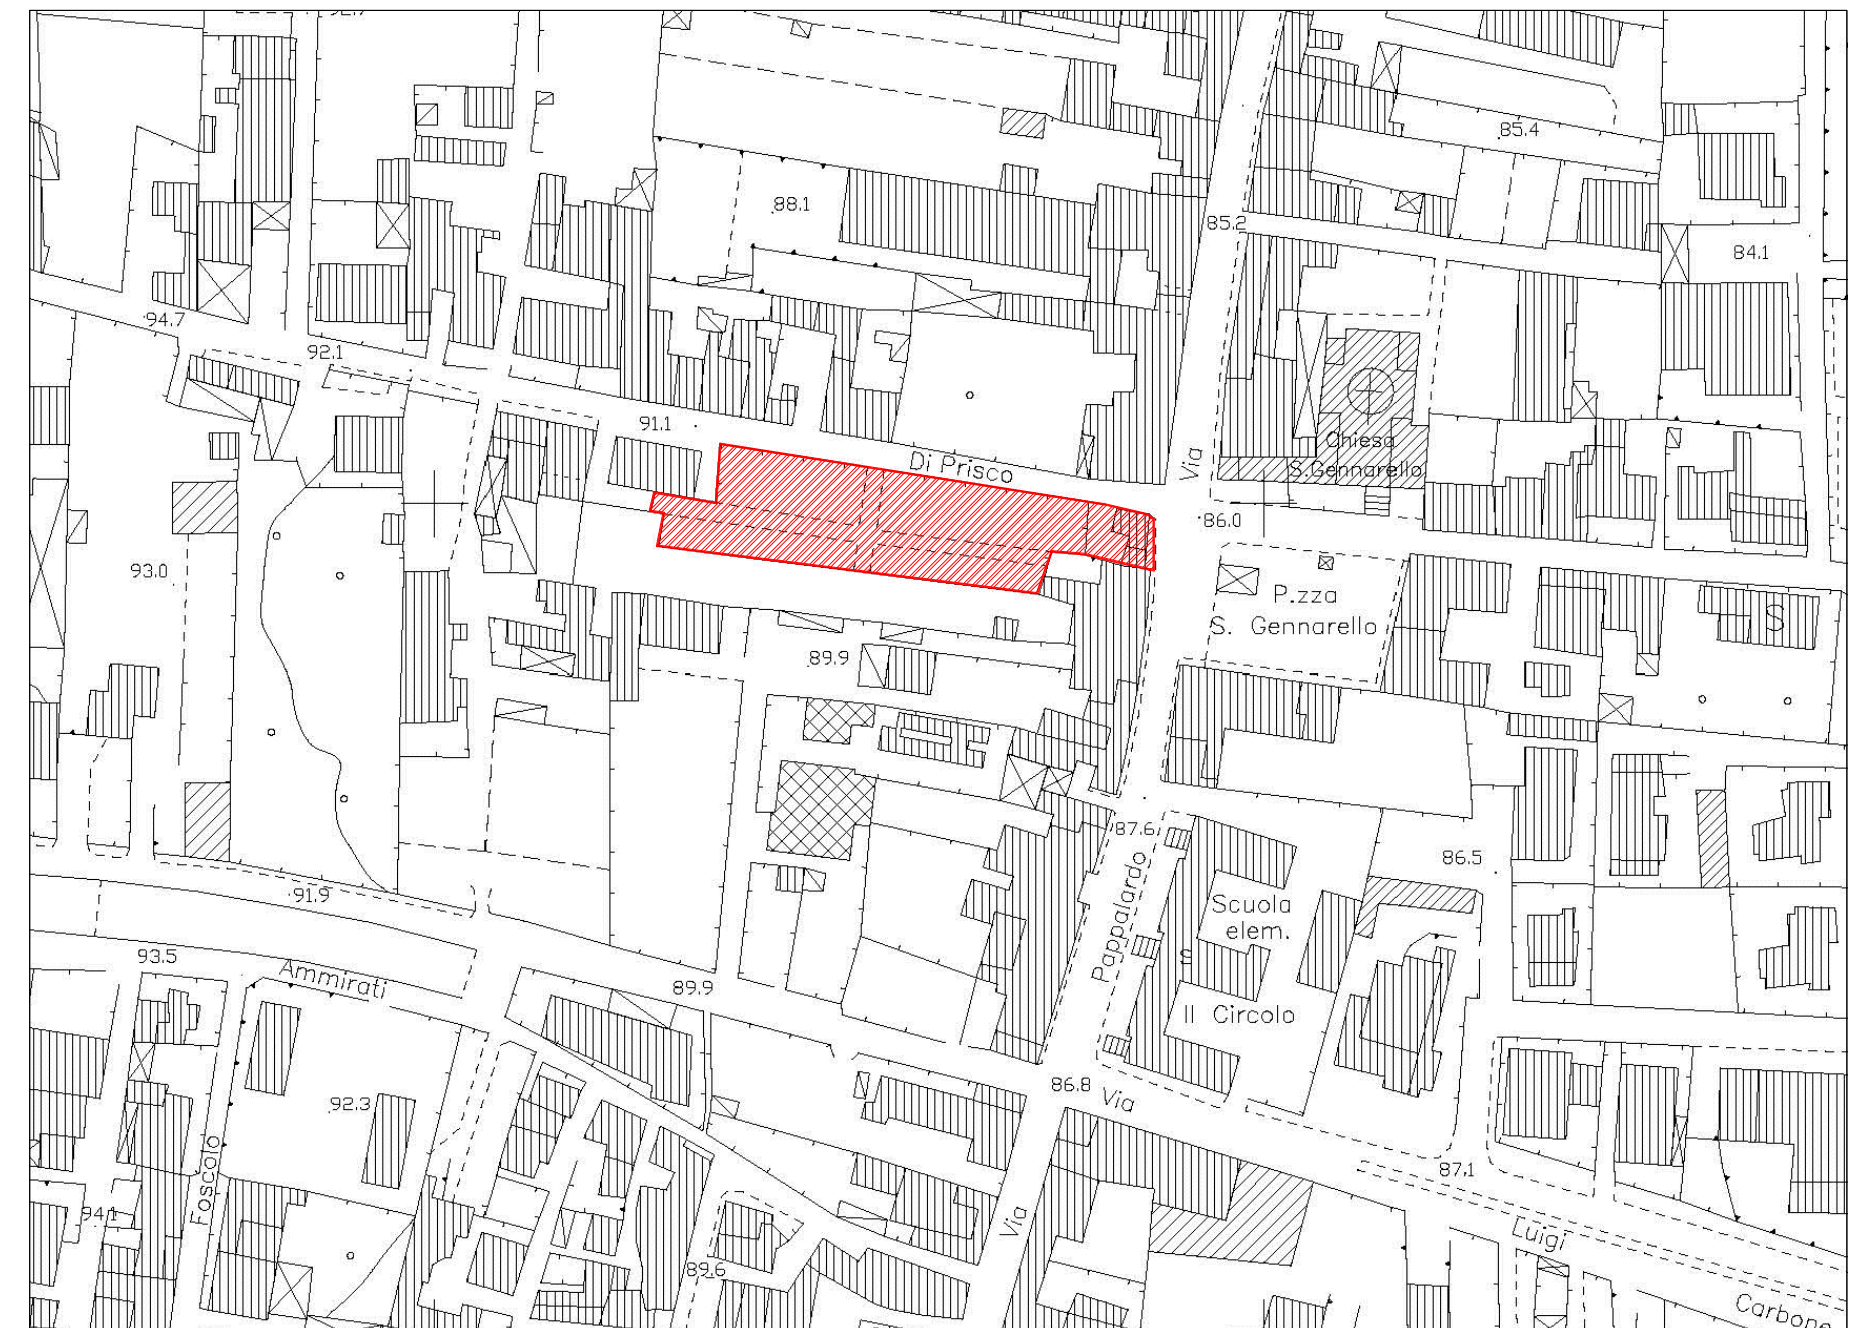 85.4
.88.1
85.2
84.1
94.7
92.1
91.1
Di Prisco
Via
Chiesa
S.Gennarello
86.0
93.0
P.zza
S. Gennarello
S
89.9
87.6
86.5
91.9
Pappalardo
Scuola
elem.
S
II Circolo
93.5
Ammirati
89.9
86.8
Via
92.3
Foscolo
87.1
94.1
Via
Luigi
89.6
Carbone